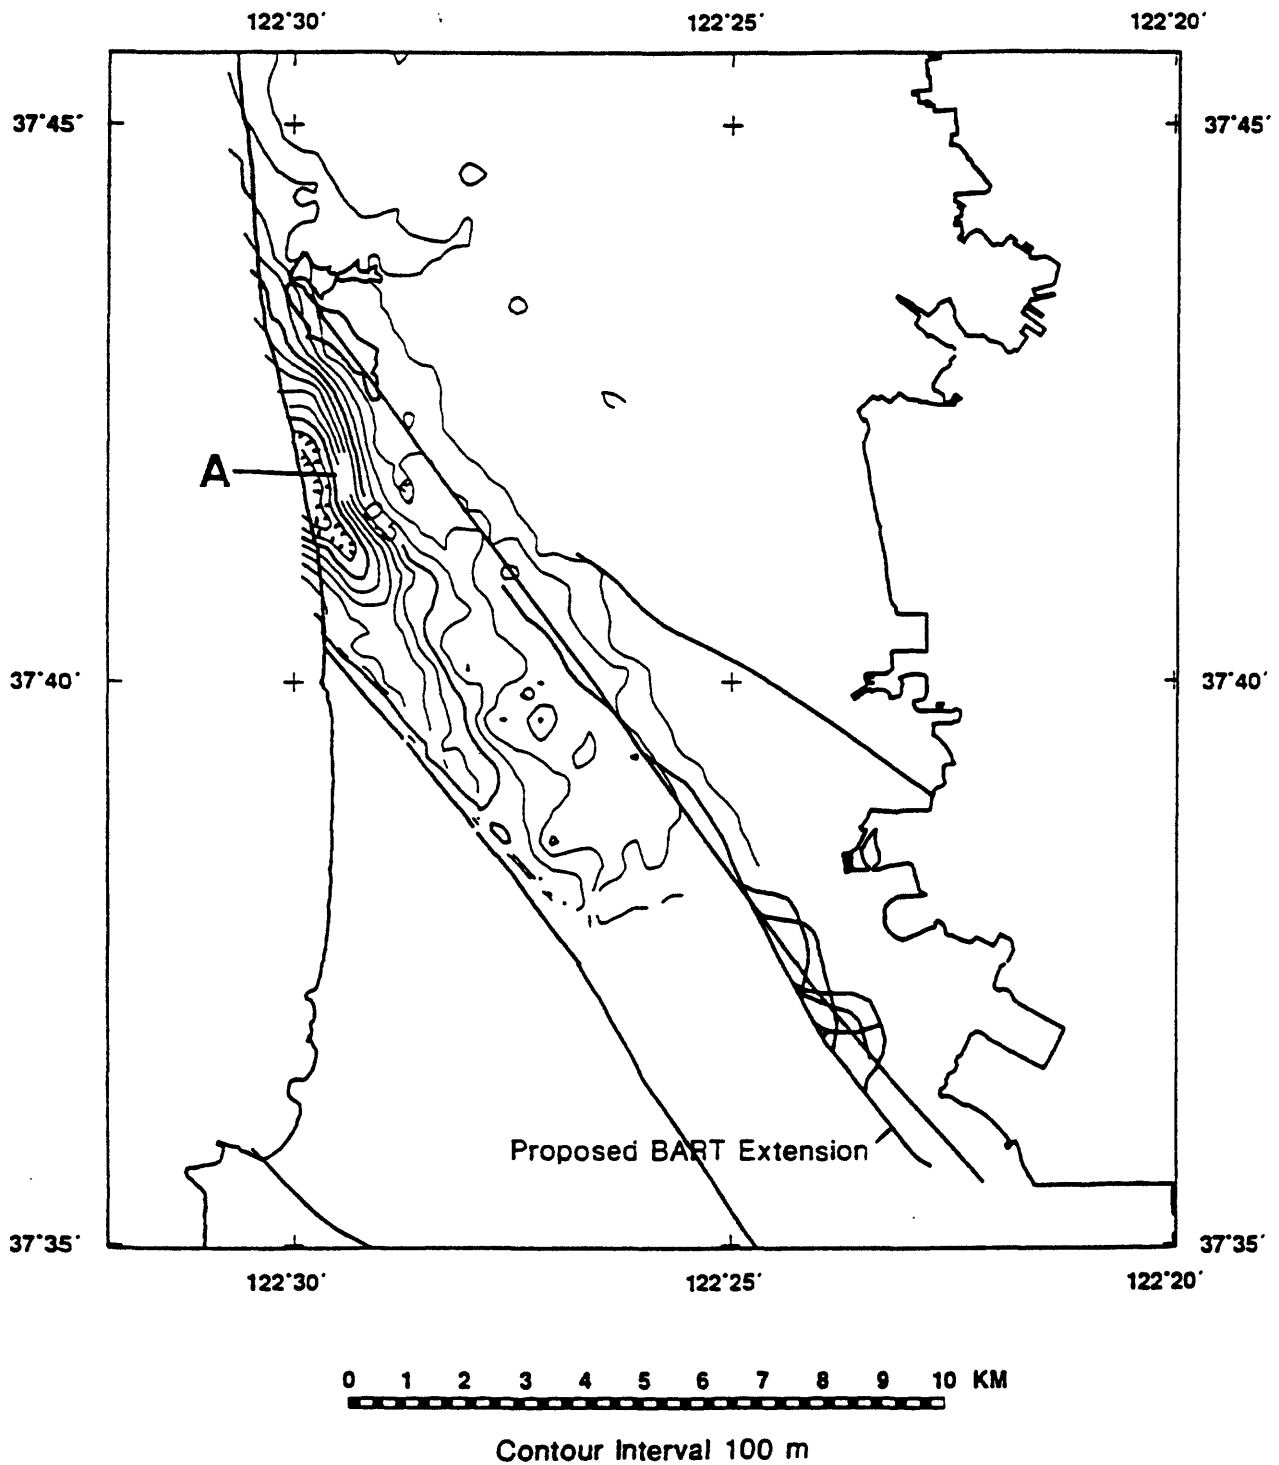 122°30′ 122°25′ 122°20′
37°45′ 37°45′
A
37°40′ 37°40′
Proposed BART Extension
37°35′ 37°35′
122°30′ 122°25′ 122°20′
0 1 2 3 4 5 6 7 8 9 10 KM
Contour Interval 100 m